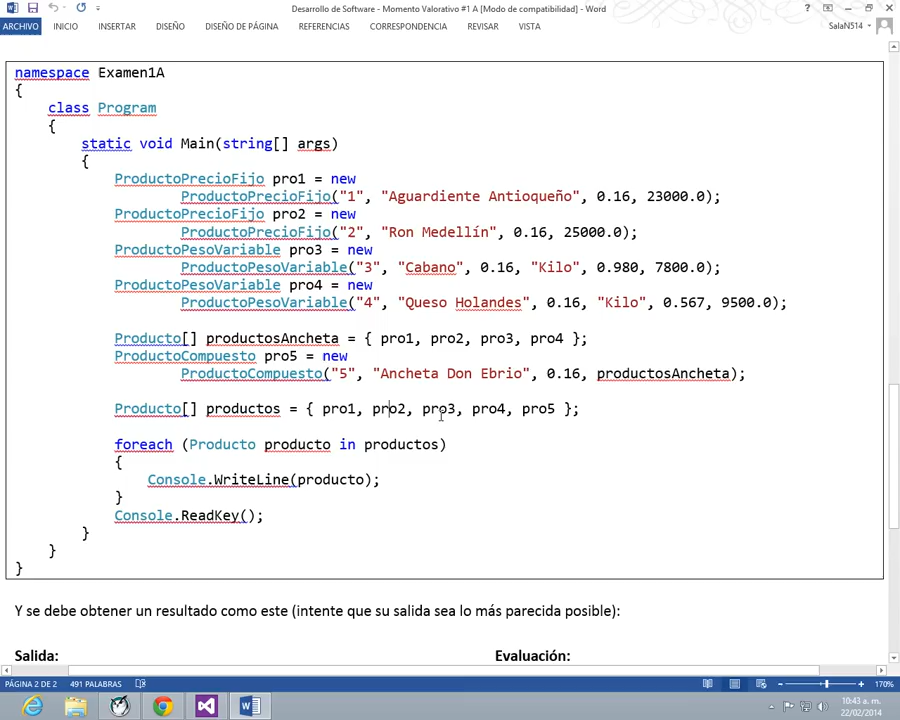 Desarrollo de Software - Momento Valorativo #1 A [Modo de compatibilidad] - Word
ARCHIVO INICIO INSERTAR DISEÑO DISEÑO DE PÁGINA REFERENCIAS CORRESPONDENCIA REVISAR VISTA SalaN514
namespace Examen1A
{
class Program
{
static void Main(string[] args)
{
ProductoPrecioFijo pro1 = new
ProductoPrecioFijo("1", "Aguardiente Antioqueño", 0.16, 23000.0);
ProductoPrecioFijo pro2 = new
ProductoPrecioFijo("2", "Ron Medellín", 0.16, 25000.0);
ProductoPesoVariable pro3 = new
ProductoPesoVariable("3", "Cabano", 0.16, "Kilo", 0.980, 7800.0);
ProductoPesoVariable pro4 = new
ProductoPesoVariable("4", "Queso Holandes", 0.16, "Kilo", 0.567, 9500.0);
Producto[] productosAncheta = { pro1, pro2, pro3, pro4 };
ProductoCompuesto pro5 = new
ProductoCompuesto("5", "Ancheta Don Ebrio", 0.16, productosAncheta);
Producto[] productos = { pro1, pro2, pro3, pro4, pro5 };
foreach (Producto producto in productos)
{
Console.WriteLine(producto);
}
Console.ReadKey();
}
}
}
Y se debe obtener un resultado como este (intente que su salida sea lo más parecida posible):
Salida: Evaluación:
PÁGINA 2 DE 2 491 PALABRAS 170%
10:43 a. m.
22/02/2014